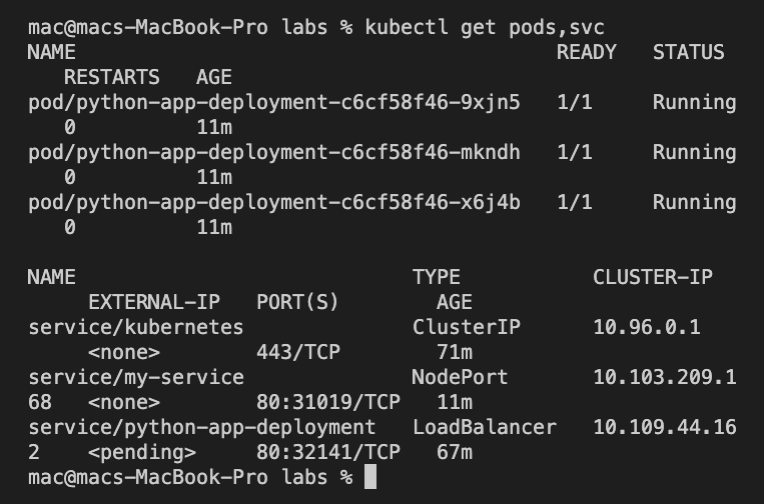 mac@macs-MacBook-Pro labs % kubectl get pods,svc
NAME                                        READY   STATUS
   RESTARTS   AGE
pod/python-app-deployment-c6cf58f46-9xjn5   1/1     Running
   0          11m
pod/python-app-deployment-c6cf58f46-mkndh   1/1     Running
   0          11m
pod/python-app-deployment-c6cf58f46-x6j4b   1/1     Running
   0          11m
NAME                            TYPE           CLUSTER-IP
     EXTERNAL-IP   PORT(S)        AGE
service/kubernetes              ClusterIP      10.96.0.1
     <none>        443/TCP        71m
service/my-service              NodePort       10.103.209.1
68   <none>        80:31019/TCP   11m
service/python-app-deployment   LoadBalancer   10.109.44.16
2    <pending>     80:32141/TCP   67m
mac@macs-MacBook-Pro labs %